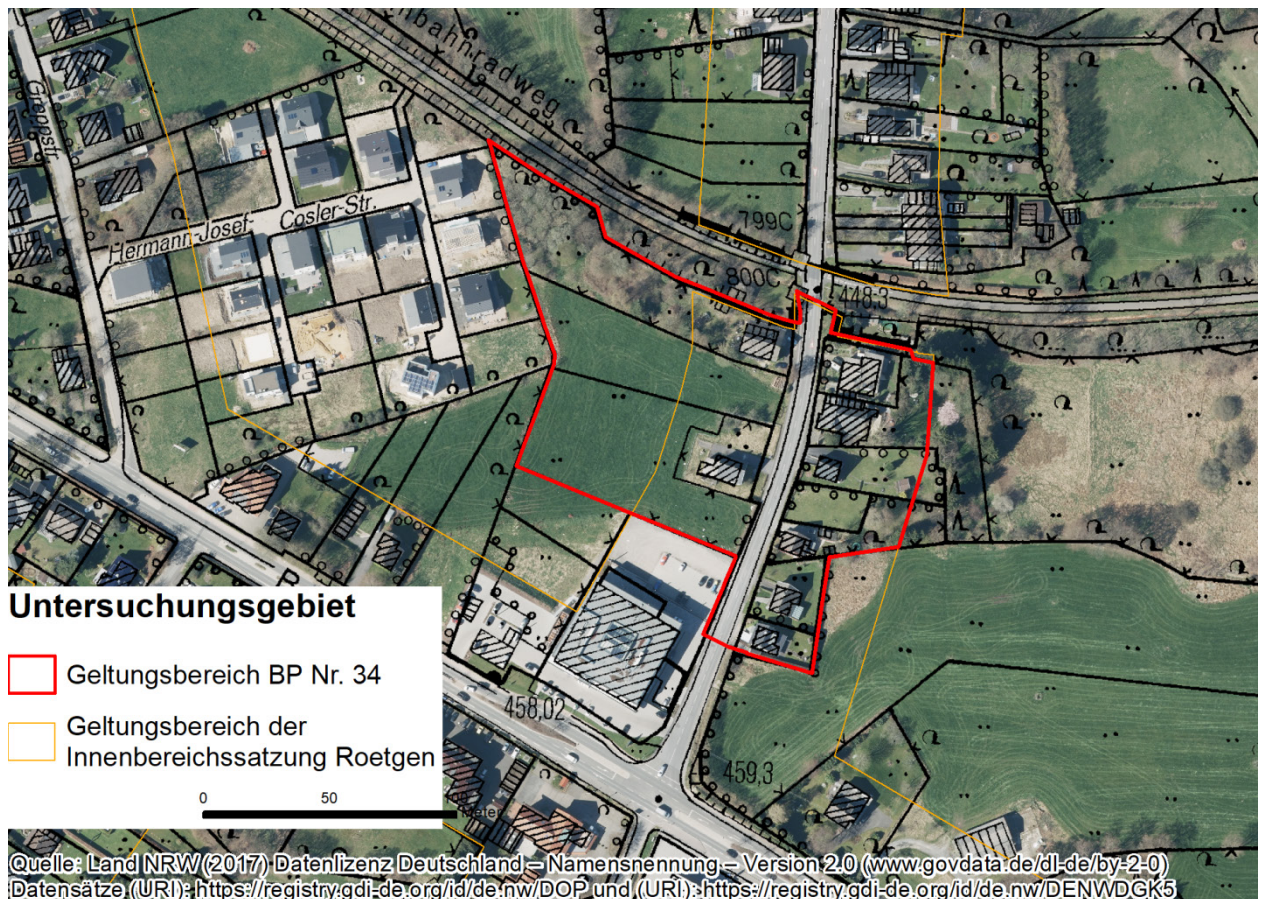 enbahnradweg
Greppstr.
799C
Hermann-Josef- Cosler-Str.
800C
448,3
Untersuchungsgebiet
Geltungsbereich BP Nr. 34
458,02
Geltungsbereich der
Innenbereichssatzung Roetgen
459,3
0 50
Meter
Quelle: Land NRW (2017) Datenlizenz Deutschland – Namensnennung – Version 2.0 (www.govdata.de/dl-de/by-2-0)
Datensätze (URI): https://registry.gdi-de.org/id/de.nw/DOP und (URI): https://registry.gdi-de.org/id/de.nw/DENWDGK5